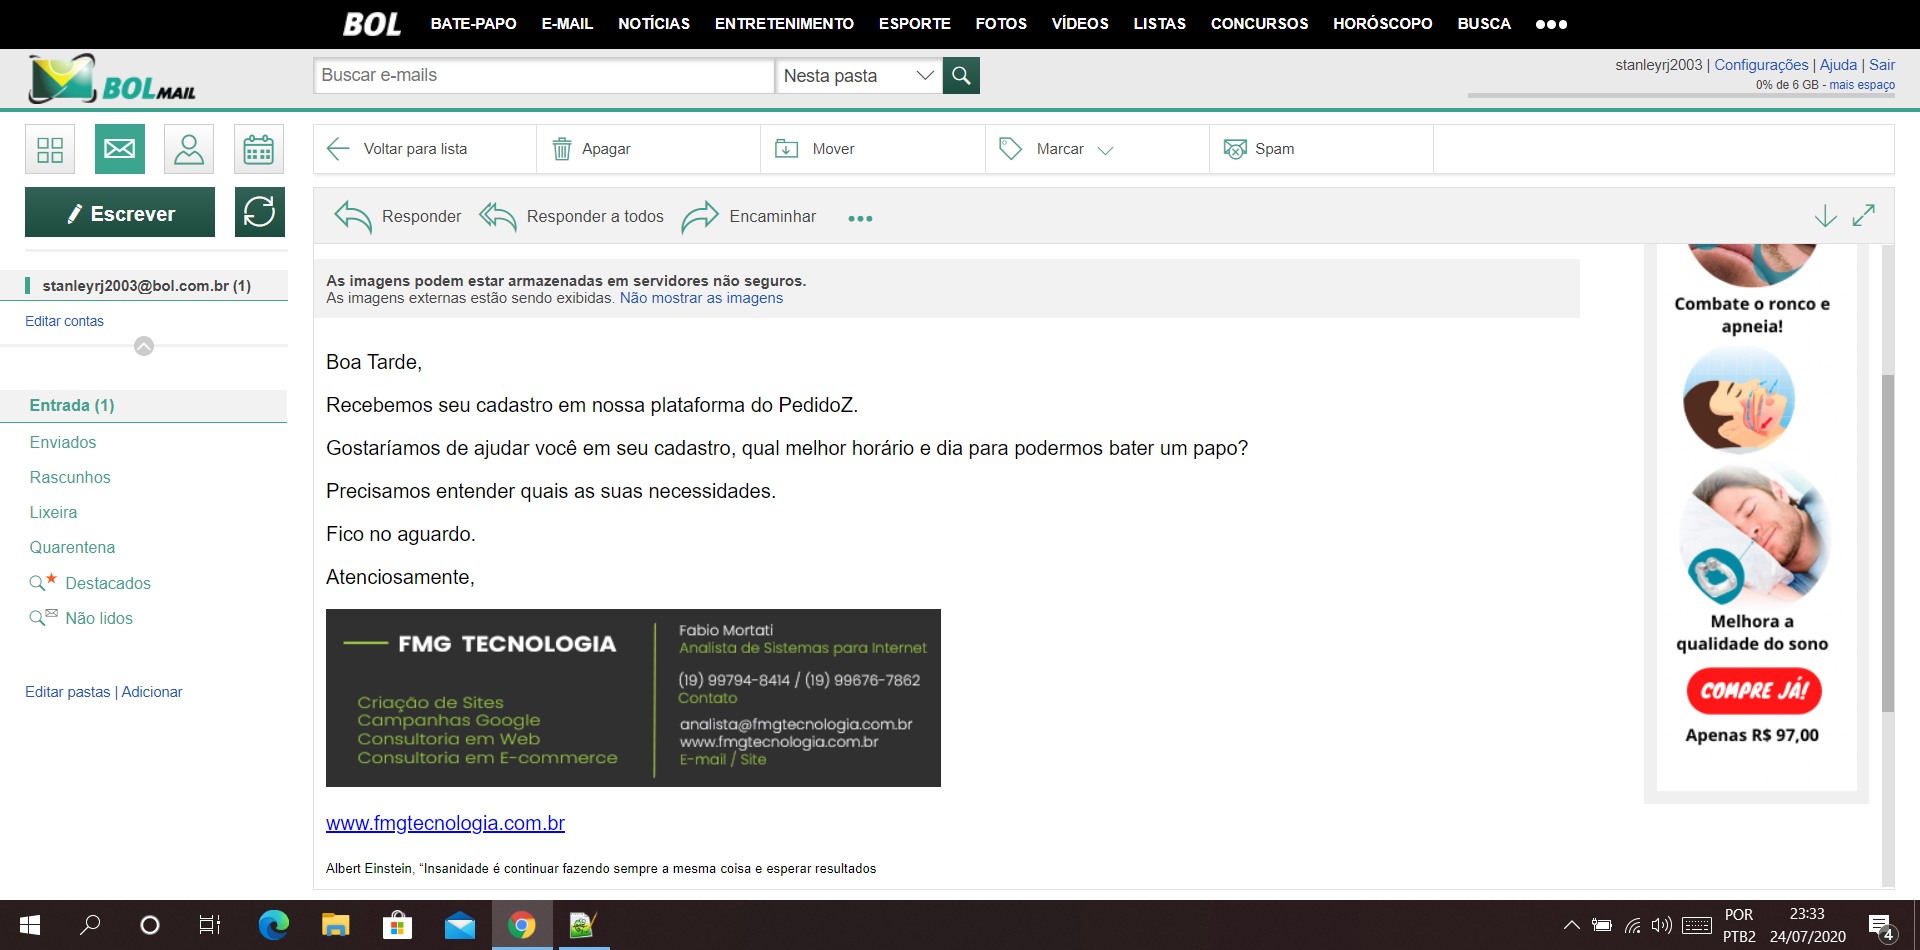 BOL BATE-PAPO E-MAIL NOTÍCIAS ENTRETENIMENTO ESPORTE FOTOS VÍDEOS LISTAS CONCURSOS HORÓSCOPO BUSCA
BOL MAIL
Buscar e-mails Nesta pasta
stanleyrj2003 | Configurações | Ajuda | Sair
0% de 6 GB - mais espaço
Voltar para lista Apagar Mover Marcar Spam
Escrever
Responder Responder a todos Encaminhar
stanleyrj2003@bol.com.br (1)
Editar contas
Entrada (1)
Enviados
Rascunhos
Lixeira
Quarentena
Destacados
Não lidos
Editar pastas | Adicionar
As imagens podem estar armazenadas em servidores não seguros.
As imagens externas estão sendo exibidas. Não mostrar as imagens
Boa Tarde,
Recebemos seu cadastro em nossa plataforma do PedidoZ.
Gostaríamos de ajudar você em seu cadastro, qual melhor horário e dia para podermos bater um papo?
Precisamos entender quais as suas necessidades.
Fico no aguardo.
Atenciosamente,
FMG TECNOLOGIA
Criação de Sites
Campanhas Google
Consultoria em Web
Consultoria em E-commerce
Fabio Mortati
Analista de Sistemas para Internet
(19) 99794-8414 / (19) 99676-7862
Contato
analista@fmgtecnologia.com.br
www.fmgtecnologia.com.br
E-mail / Site
www.fmgtecnologia.com.br
Albert Einstein, “Insanidade é continuar fazendo sempre a mesma coisa e esperar resultados
Combate o ronco e
apneia!
Melhora a
qualidade do sono
COMPRE JÁ!
Apenas R$ 97,00
POR
PTB2
23:33
24/07/2020
4